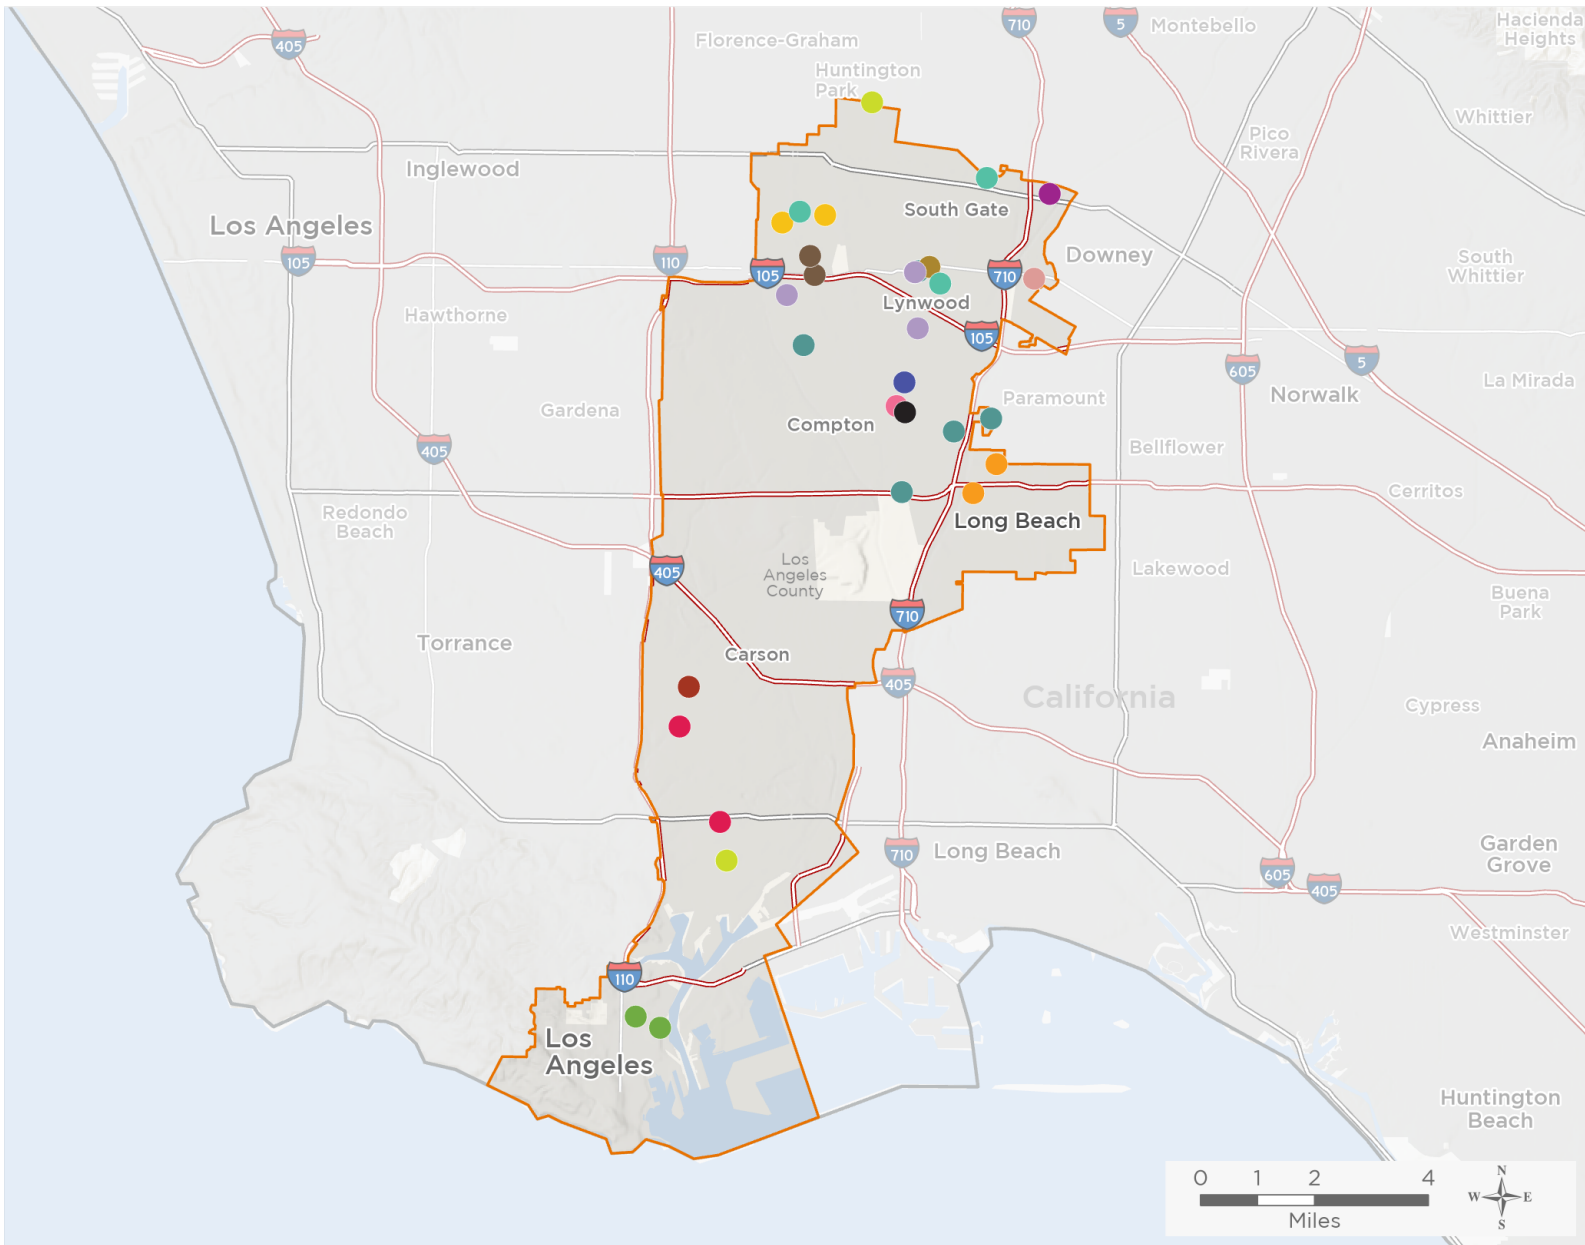 405
710
5
Montebello
Hacienda
Heights
Florence-Graham
Huntington
Park
Whittier
Pico
Rivera
Inglewood
Los Angeles
South Gate
105
110
105
710
Downey
South
Whittier
Lynwood
Hawthorne
105
605
5
Norwalk
La Mirada
Gardena
Paramount
Compton
405
Bellflower
Cerritos
Redondo
Beach
Long Beach
405
Los
Angeles
County
Lakewood
710
Buena
Park
Torrance
Carson
405
California
Cypress
Anaheim
710
Long Beach
605
405
Garden
Grove
Westminster
110
Los
Angeles
Huntington
Beach
0 1 2 4
Miles
N
W E
S